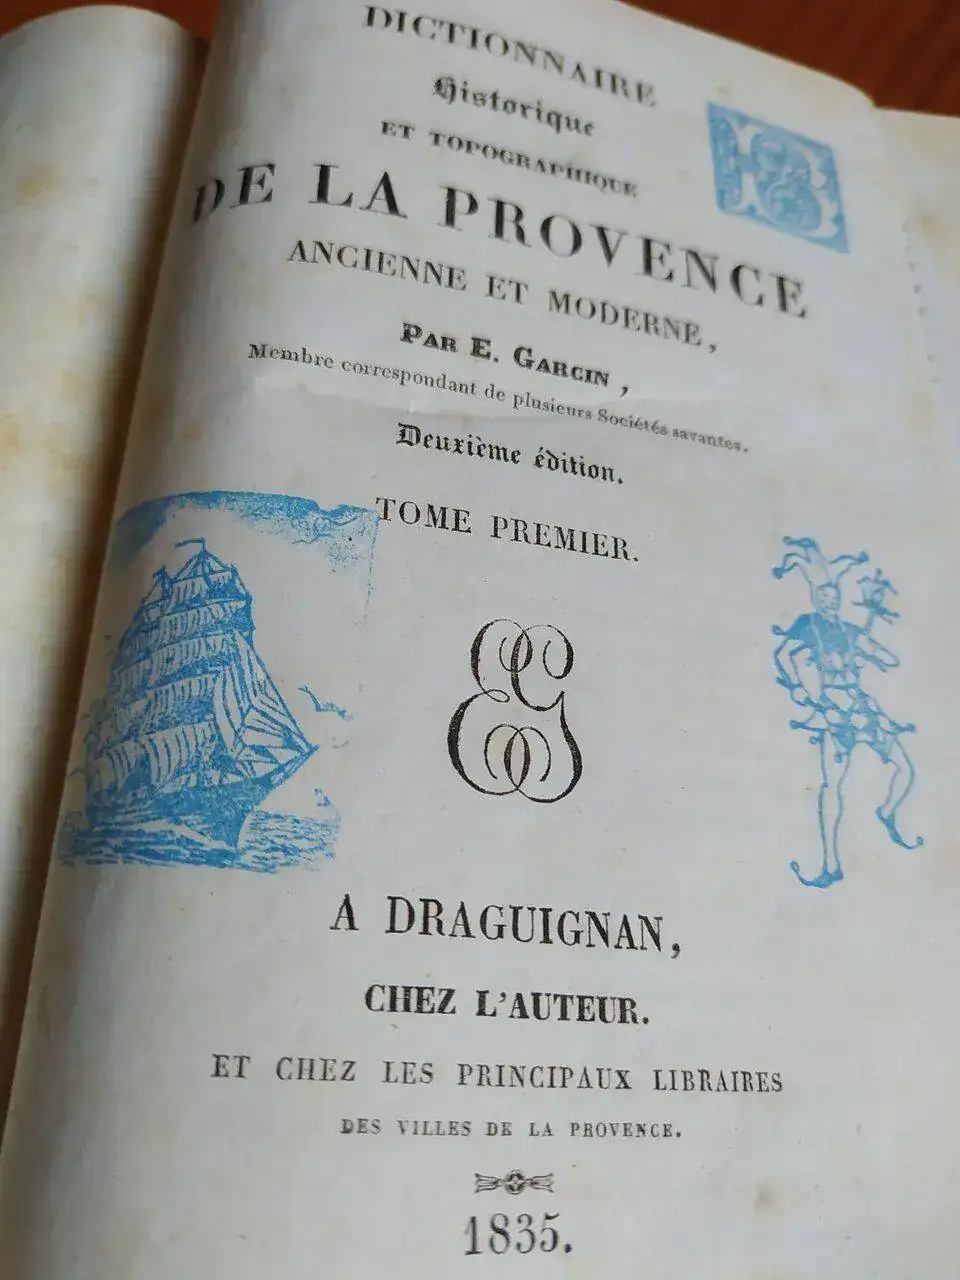 DICTIONNAIRE
Historique
ET TOPOGRAPHIQUE
DE LA PROVENCE
ANCIENNE ET MODERNE,
PAR E. GARCIN,
Membre correspondant de plusieurs Sociétés savantes.
Deuxième édition.
TOME PREMIER.
EG
A DRAGUIGNAN,
CHEZ L'AUTEUR.
ET CHEZ LES PRINCIPAUX LIBRAIRES
DES VILLES DE LA PROVENCE.
1835.